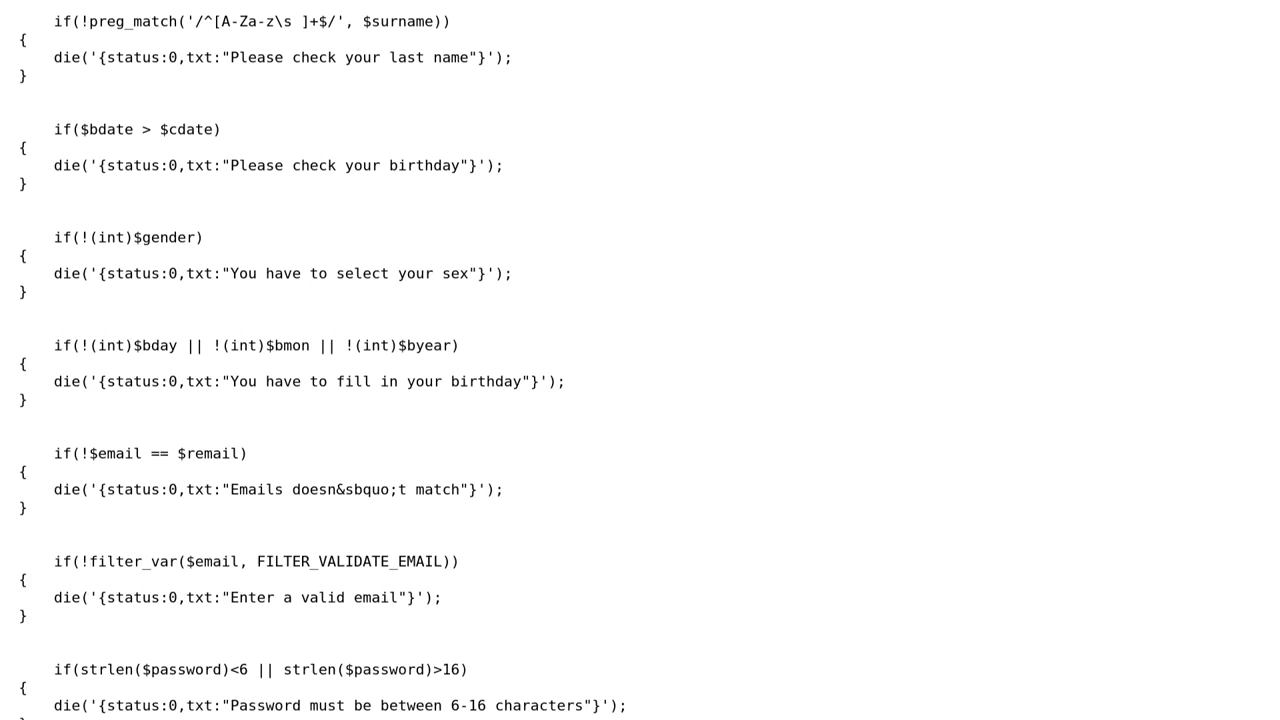 if(!preg_match('/^[A-Za-z\s ]+$/', $surname))
{
die('{status:0,txt:"Please check your last name"}');
}
if($bdate > $cdate)
{
die('{status:0,txt:"Please check your birthday"}');
}
if(!(int)$gender)
{
die('{status:0,txt:"You have to select your sex"}');
}
if(!(int)$bday || !(int)$bmon || !(int)$byear)
{
die('{status:0,txt:"You have to fill in your birthday"}');
}
if(!$email == $remail)
{
die('{status:0,txt:"Emails doesn&sbquo;t match"}');
}
if(!filter_var($email, FILTER_VALIDATE_EMAIL))
{
die('{status:0,txt:"Enter a valid email"}');
}
if(strlen($password)<6 || strlen($password)>16)
{
die('{status:0,txt:"Password must be between 6-16 characters"}');
}